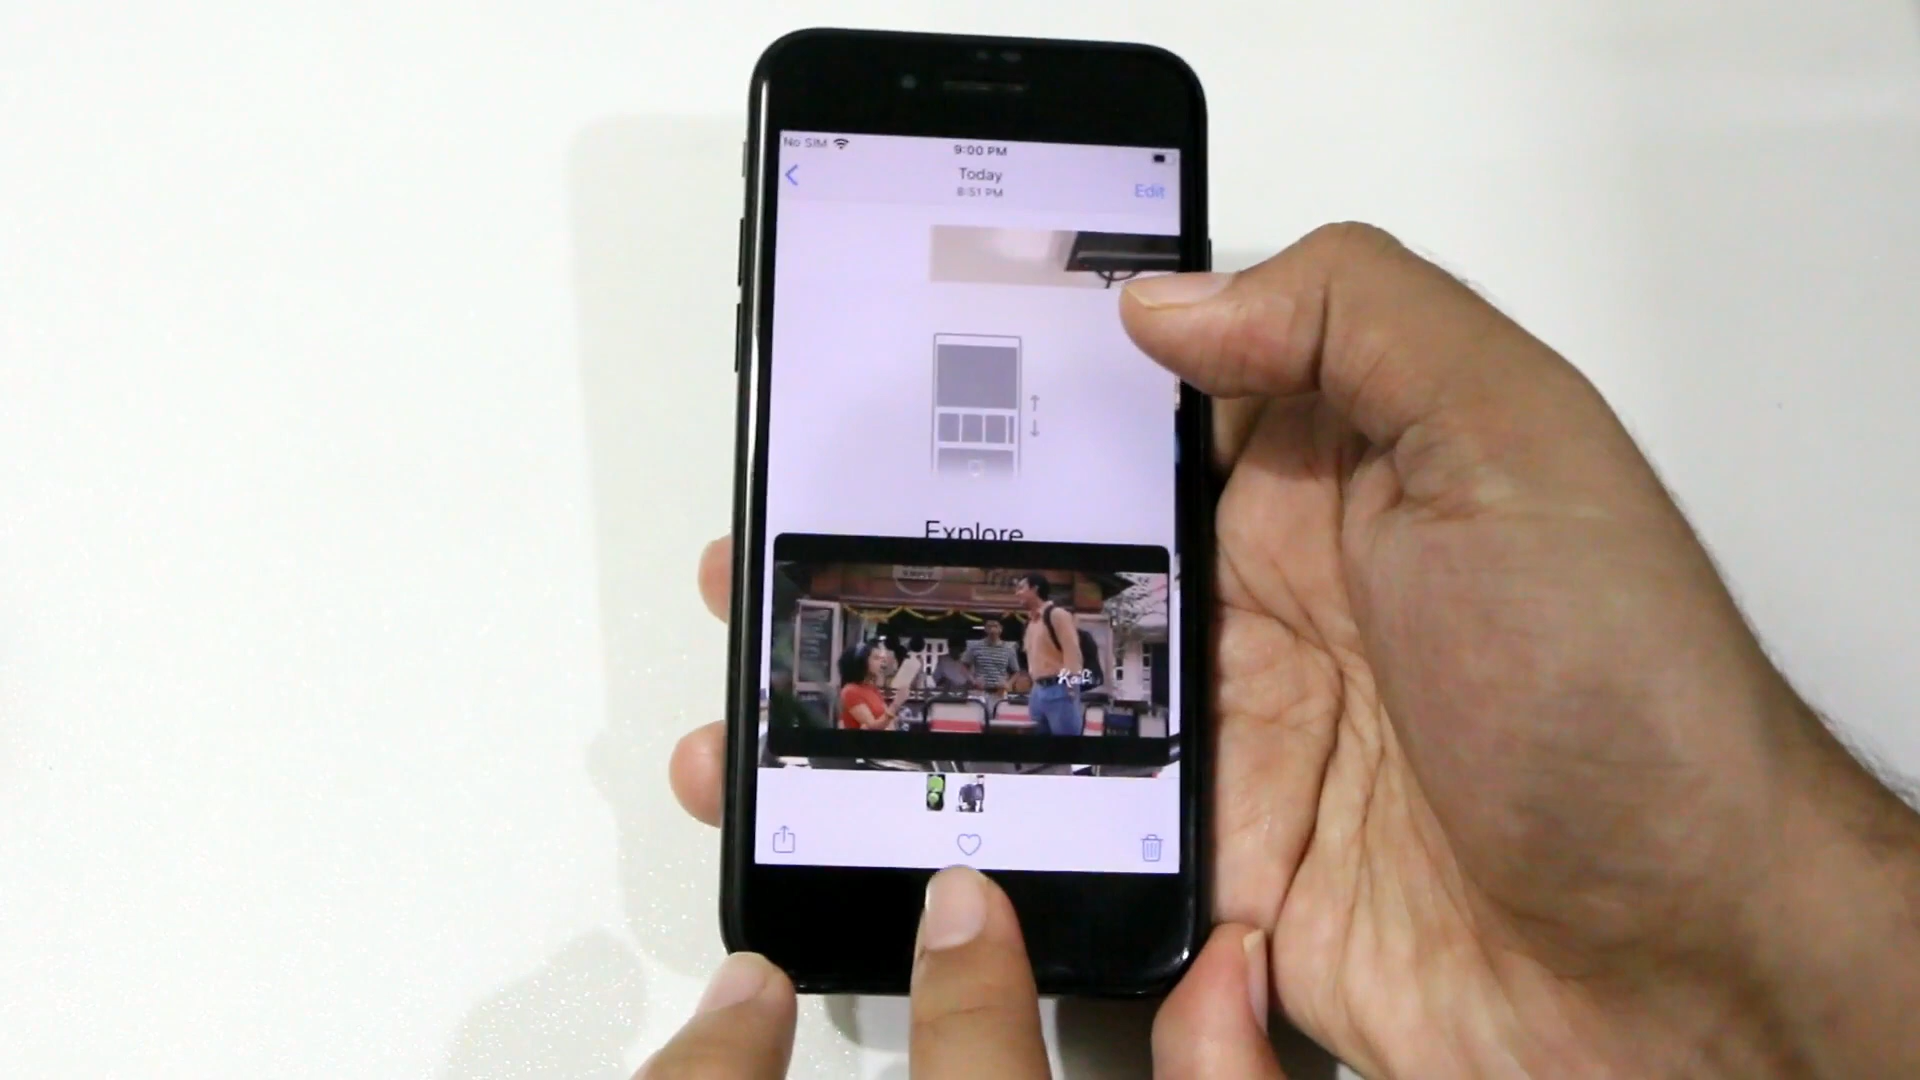 No SIM
9:00 PM
Today
8:51 PM
Edit
Explore